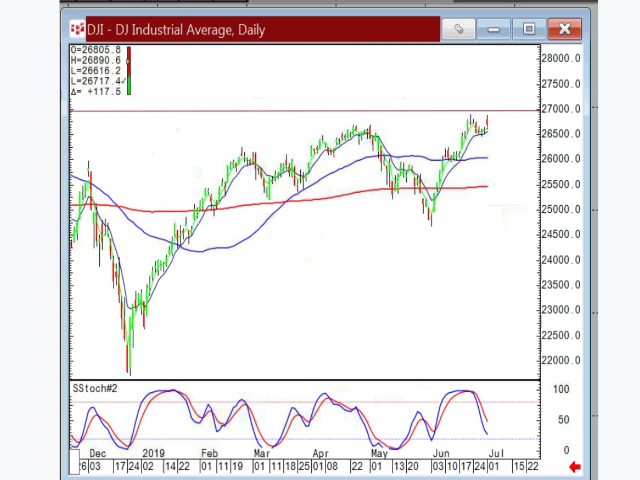 DJI - DJ Industrial Average, Daily
O=26805.8
H=26890.6
L=26616.2
L=26717.4
Δ= +117.5
28000.0
27500.0
27000.0
26500.0
26000.0
25500.0
25000.0
24500.0
24000.0
23500.0
23000.0
22500.0
22000.0
SStoch#2
100
50
0
Dec 2019 Feb Mar Apr May Jun Jul
26 03 17 24 02 14 22 01 11 19 01 11 18 25 01 08 22 01 13 20 03 10 17 24 01 15 22